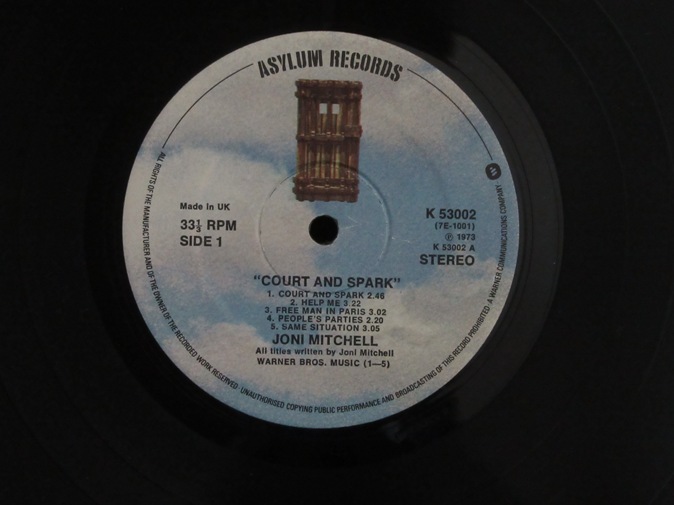 ASYLUM RECORDS
Made in UK
33⅓ RPM
SIDE 1
K 53002
(7E-1001)
℗ 1973
K 53002 A
STEREO
"COURT AND SPARK"
1. COURT AND SPARK 2.46
2. HELP ME 3.22
3. FREE MAN IN PARIS 3.02
4. PEOPLE'S PARTIES 2.20
5. SAME SITUATION 3.05
JONI MITCHELL
All titles written by Joni Mitchell
WARNER BROS. MUSIC (1—5)
ALL RIGHTS OF THE MANUFACTURER AND OF THE OWNER OF THE RECORDED WORK RESERVED · UNAUTHORISED COPYING PUBLIC PERFORMANCE AND BROADCASTING OF THIS RECORD PROHIBITED · A WARNER COMMUNICATIONS COMPANY